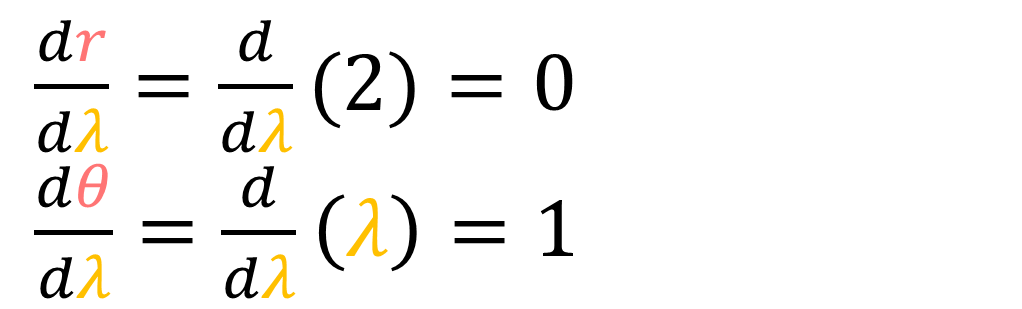 dr/dλ = d/dλ (2) = 0
dθ/dλ = d/dλ (λ) = 1